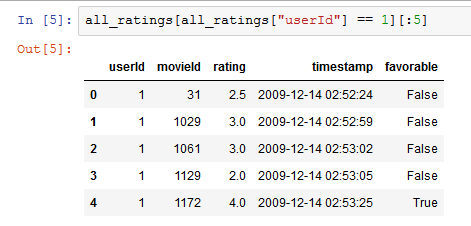 In [5]: all_ratings[all_ratings["userId"] == 1][:5]
Out[5]:
userId movieId rating timestamp favorable
0 1 31 2.5 2009-12-14 02:52:24 False
1 1 1029 3.0 2009-12-14 02:52:59 False
2 1 1061 3.0 2009-12-14 02:53:02 False
3 1 1129 2.0 2009-12-14 02:53:05 False
4 1 1172 4.0 2009-12-14 02:53:25 True